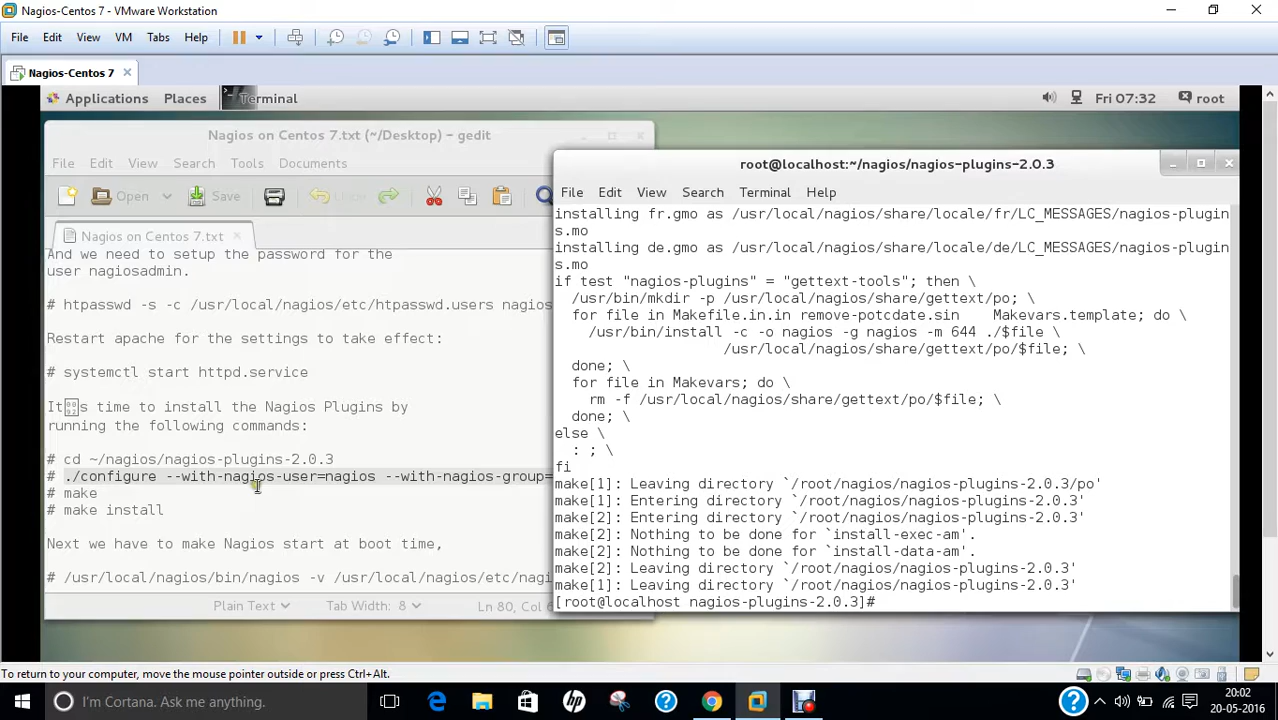 Nagios-Centos 7 - VMware Workstation
File Edit View VM Tabs Help
Nagios-Centos 7
Applications Places Terminal Fri 07:32 root
Nagios on Centos 7.txt (~/Desktop) - gedit
File Edit View Search Tools Documents
Open Save Undo
Nagios on Centos 7.txt
And we need to setup the password for the
user nagiosadmin.
# htpasswd -s -c /usr/local/nagios/etc/htpasswd.users nagios
Restart apache for the settings to take effect:
# systemctl start httpd.service
It s time to install the Nagios Plugins by
running the following commands:
# cd ~/nagios/nagios-plugins-2.0.3
# ./configure --with-nagios-user=nagios --with-nagios-group=
# make
# make install
Next we have to make Nagios start at boot time,
# /usr/local/nagios/bin/nagios -v /usr/local/nagios/etc/nagi
Plain Text Tab Width: 8 Ln 80, Col 6
root@localhost:~/nagios/nagios-plugins-2.0.3
File Edit View Search Terminal Help
installing fr.gmo as /usr/local/nagios/share/locale/fr/LC_MESSAGES/nagios-plugin
s.mo
installing de.gmo as /usr/local/nagios/share/locale/de/LC_MESSAGES/nagios-plugin
s.mo
if test "nagios-plugins" = "gettext-tools"; then \
/usr/bin/mkdir -p /usr/local/nagios/share/gettext/po; \
for file in Makefile.in.in remove-potcdate.sin Makevars.template; do \
/usr/bin/install -c -o nagios -g nagios -m 644 ./$file \
/usr/local/nagios/share/gettext/po/$file; \
done; \
for file in Makevars; do \
rm -f /usr/local/nagios/share/gettext/po/$file; \
done; \
else \
: ; \
fi
make[1]: Leaving directory `/root/nagios/nagios-plugins-2.0.3/po'
make[1]: Entering directory `/root/nagios/nagios-plugins-2.0.3'
make[2]: Entering directory `/root/nagios/nagios-plugins-2.0.3'
make[2]: Nothing to be done for `install-exec-am'.
make[2]: Nothing to be done for `install-data-am'.
make[2]: Leaving directory `/root/nagios/nagios-plugins-2.0.3'
make[1]: Leaving directory `/root/nagios/nagios-plugins-2.0.3'
[root@localhost nagios-plugins-2.0.3]#
To return to your computer, move the mouse pointer outside or press Ctrl+Alt.
I'm Cortana. Ask me anything.
20:02
20-05-2016